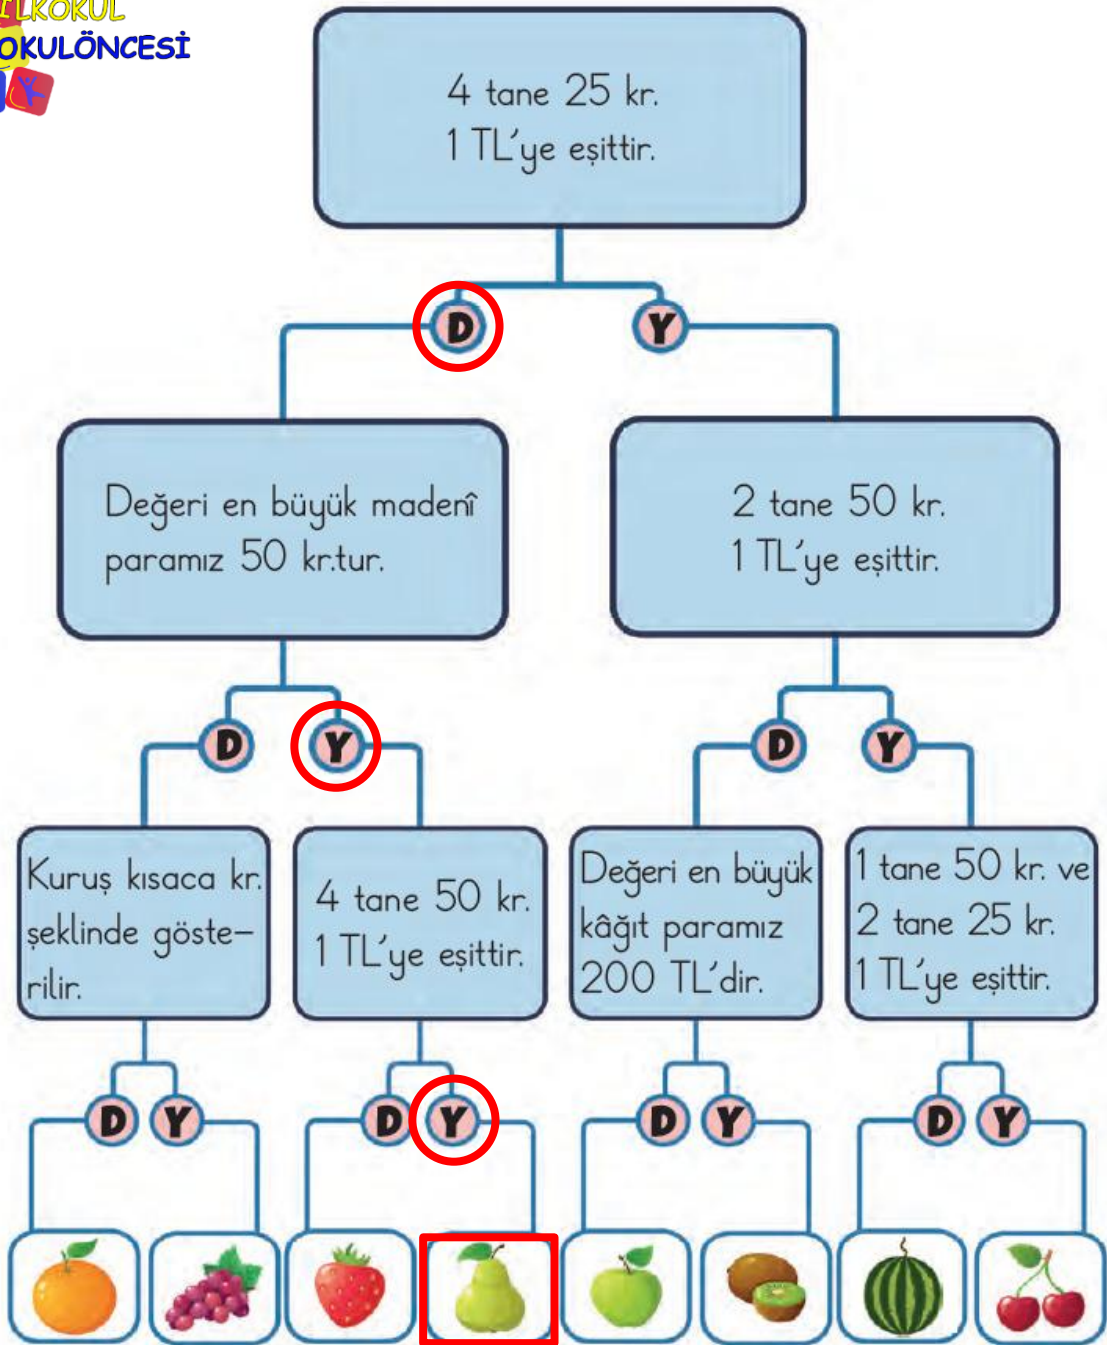 İLKOKUL
OKULÖNCESİ
4 tane 25 kr.
1 TL'ye eşittir.
D
Y
Değeri en büyük madenî
paramız 50 kr.tur.
2 tane 50 kr.
1 TL'ye eşittir.
D
Y
D
Y
Kuruş kısaca kr.
şeklinde göste-
rilir.
4 tane 50 kr.
1 TL'ye eşittir.
Değeri en büyük
kâğıt paramız
200 TL'dir.
1 tane 50 kr. ve
2 tane 25 kr.
1 TL'ye eşittir.
D
Y
D
Y
D
Y
D
Y